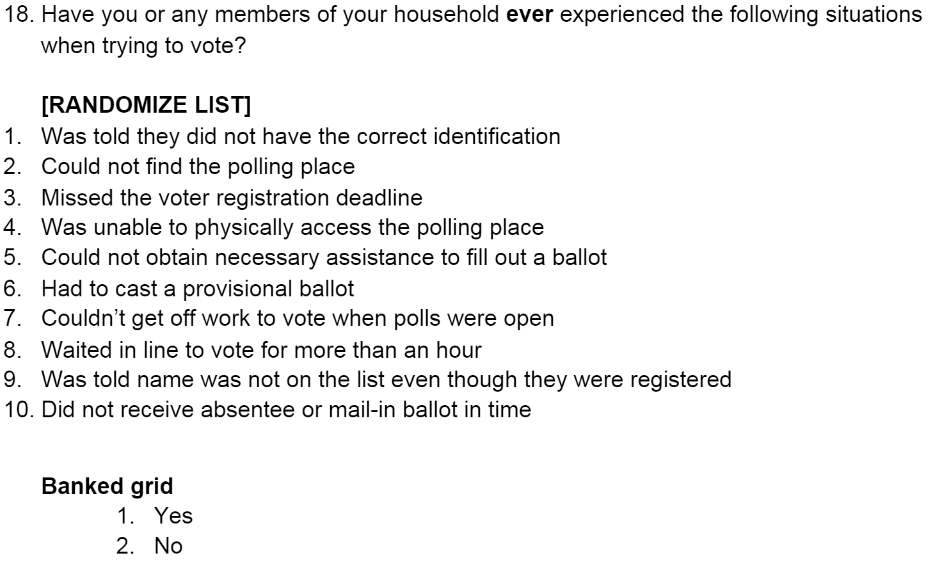 18. Have you or any members of your household ever experienced the following situations
when trying to vote?
[RANDOMIZE LIST]
1. Was told they did not have the correct identification
2. Could not find the polling place
3. Missed the voter registration deadline
4. Was unable to physically access the polling place
5. Could not obtain necessary assistance to fill out a ballot
6. Had to cast a provisional ballot
7. Couldn’t get off work to vote when polls were open
8. Waited in line to vote for more than an hour
9. Was told name was not on the list even though they were registered
10. Did not receive absentee or mail-in ballot in time
Banked grid
1. Yes
2. No